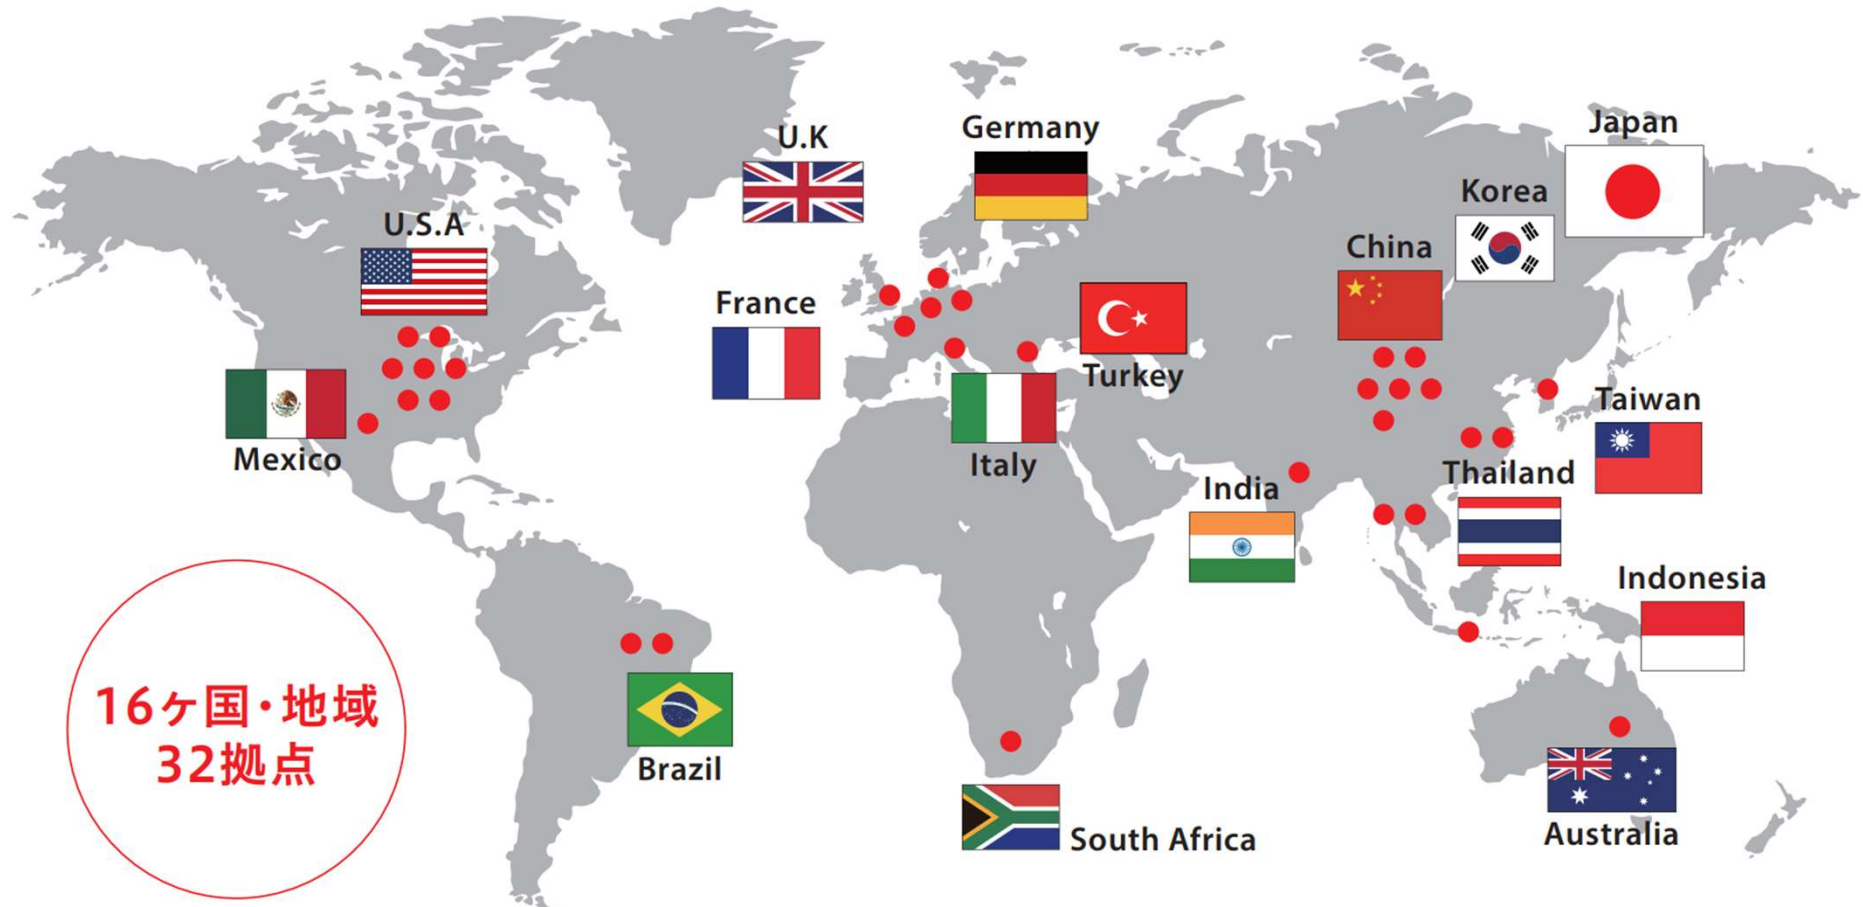 U.K
Germany
Japan
Korea
U.S.A
China
France
Turkey
Taiwan
Mexico
Italy
Thailand
India
Indonesia
16ヶ国・地域
32拠点
Brazil
South Africa
Australia